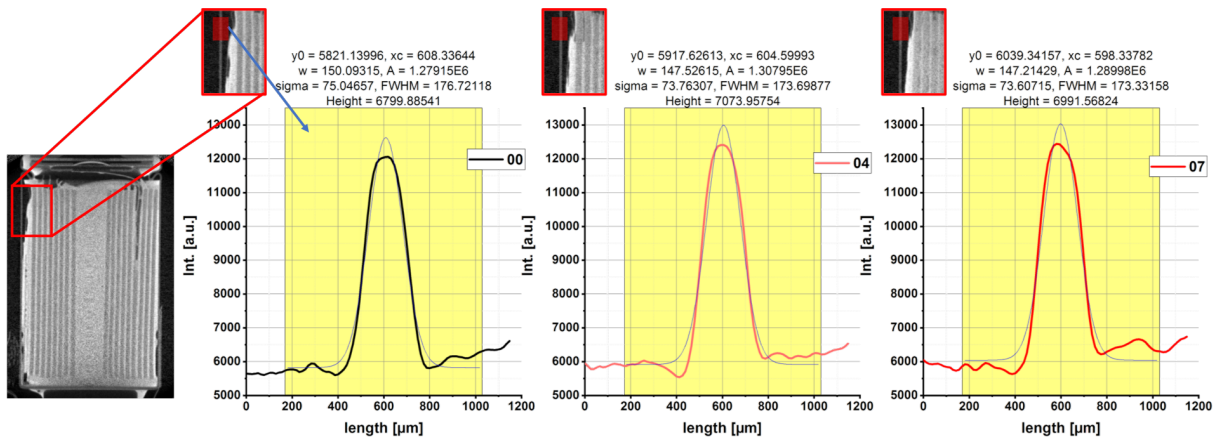 y0 = 5821.13996, xc = 608.33644
w = 150.09315, A = 1.27915E6
sigma = 75.04657, FWHM = 176.72118
Height = 6799.88541
13000
12000
11000
10000
9000
8000
7000
6000
5000
Int. [a.u.]
00
0 200 400 600 800 1000 1200
length [µm]
y0 = 5917.62613, xc = 604.59993
w = 147.52615, A = 1.30795E6
sigma = 73.76307, FWHM = 173.69877
Height = 7073.95754
13000
12000
11000
10000
9000
8000
7000
6000
5000
Int. [a.u.]
04
0 200 400 600 800 1000 1200
length [µm]
y0 = 6039.34157, xc = 598.33782
w = 147.21429, A = 1.28998E6
sigma = 73.60715, FWHM = 173.33158
Height = 6991.56824
13000
12000
11000
10000
9000
8000
7000
6000
5000
Int. [a.u.]
07
0 200 400 600 800 1000 1200
length [µm]